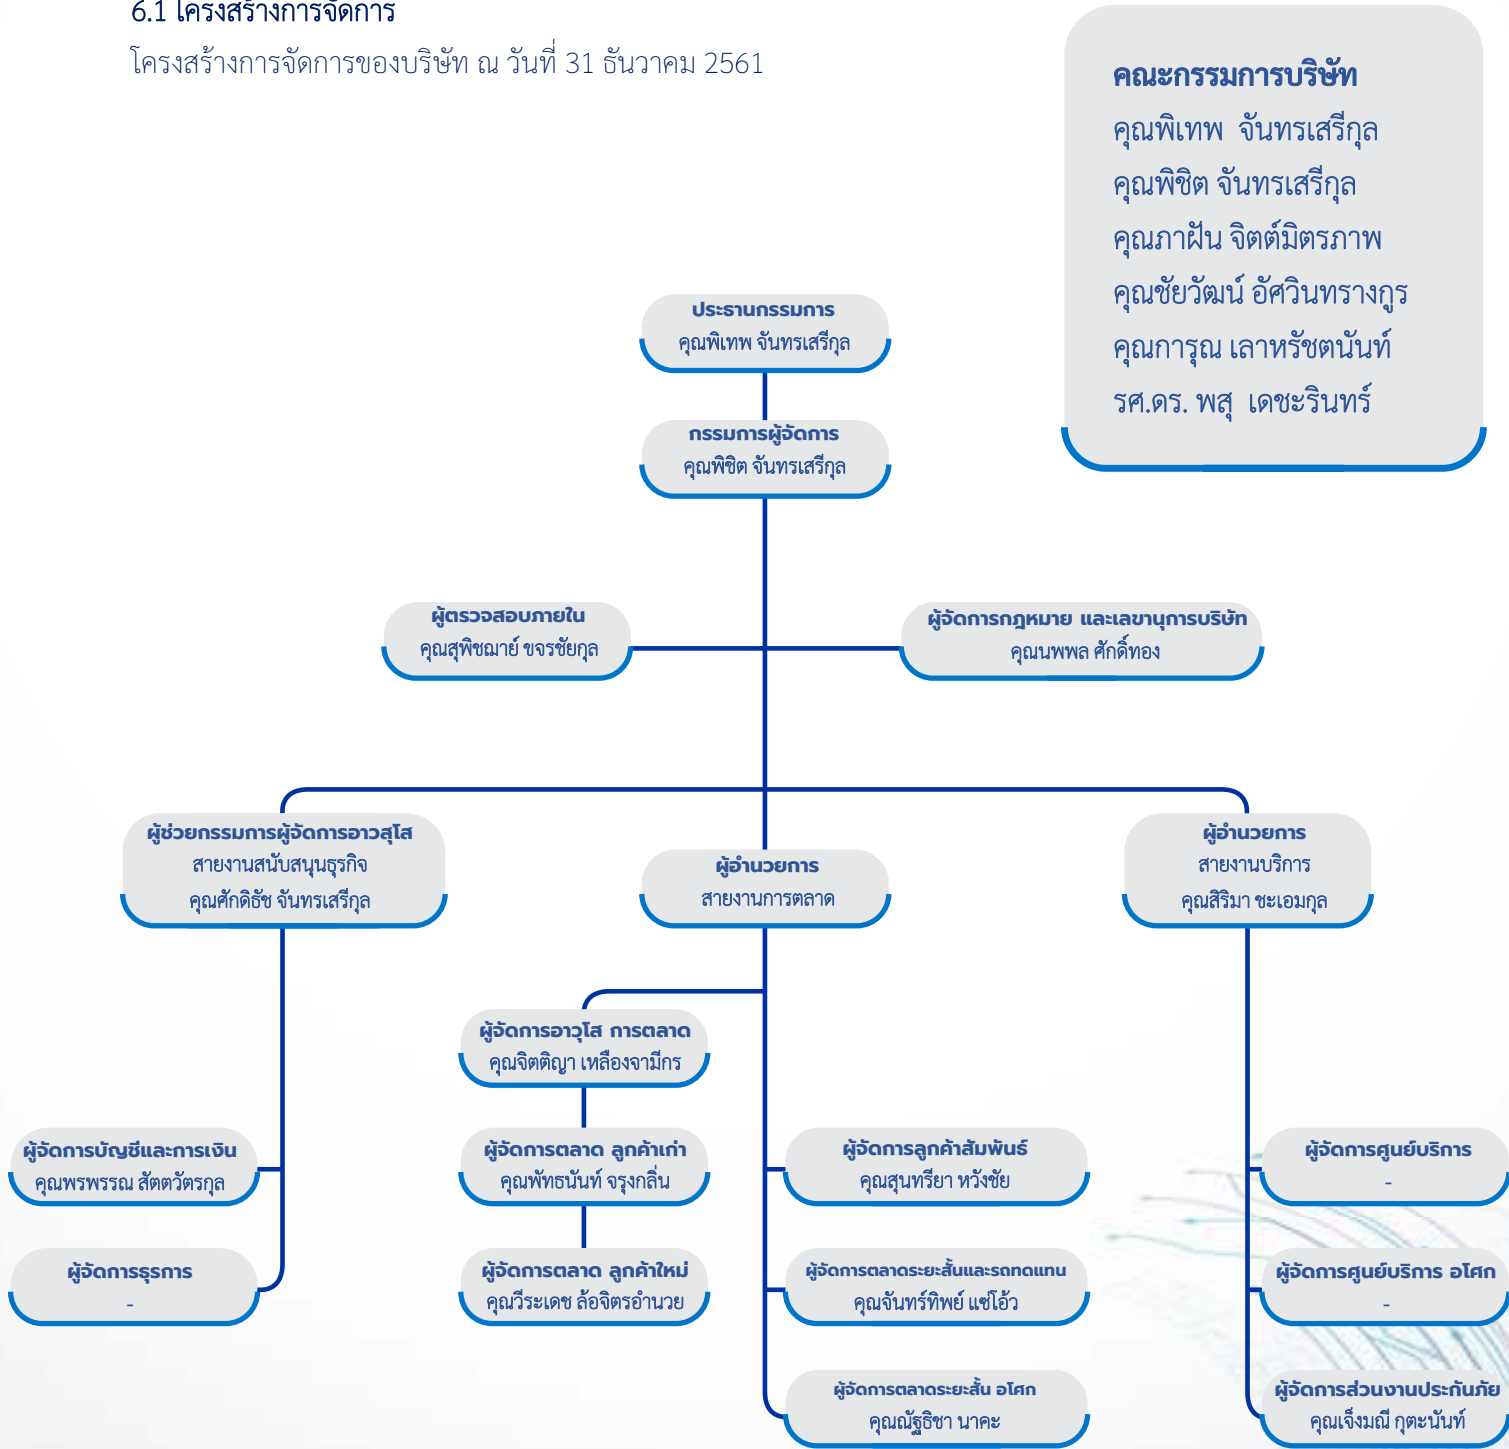 6.1 โครงสร้างการจัดการ
โครงสร้างการจัดการของบริษัท ณ วันที่ 31 ธันวาคม 2561
คณะกรรมการบริษัท
คุณพิเทพ จันทรเสรีกุล
คุณพิชิต จันทรเสรีกุล
คุณภาฝัน จิตต์มิตรภาพ
คุณชัยวัฒน์ อัศวินทรางกูร
คุณการุณ เลาหรัชตนันท์
รศ.ดร. พสุ เดชะรินทร์
ประธานกรรมการ
คุณพิเทพ จันทรเสรีกุล
กรรมการผู้จัดการ
คุณพิชิต จันทรเสรีกุล
ผู้ตรวจสอบภายใน
คุณสุพิชฌาย์ ขจรชัยกุล
ผู้จัดการกฎหมาย และเลขานุการบริษัท
คุณนพพล ศักดิ์ทอง
ผู้ช่วยกรรมการผู้จัดการอาวสุโส
สายงานสนับสนุนธุรกิจ
คุณศักดิธัช จันทรเสรีกุล
ผู้อำนวยการ
สายงานการตลาด
ผู้อำนวยการ
สายงานบริการ
คุณสิริมา ชะเอมกุล
ผู้จัดการอาวุโส การตลาด
คุณจิตติญา เหลืองจามีกร
ผู้จัดการบัญชีและการเงิน
คุณพรพรรณ สัตตวัตรกุล
ผู้จัดการตลาด ลูกค้าเก่า
คุณพัทธนันท์ จรุงกลิ่น
ผู้จัดการลูกค้าสัมพันธ์
คุณสุนทรียา หวังชัย
ผู้จัดการศูนย์บริการ
-
ผู้จัดการธุรการ
-
ผู้จัดการตลาด ลูกค้าใหม่
คุณวีระเดช ล้อจิตรอำนวย
ผู้จัดการตลาดระยะสั้นและรถทดแทน
คุณจันทร์ทิพย์ แซ่โอ้ว
ผู้จัดการศูนย์บริการ อโศก
-
ผู้จัดการตลาดระยะสั้น อโศก
คุณณัฐธิชา นาคะ
ผู้จัดการส่วนงานประกันภัย
คุณเจ็งมณี กุตะนันท์